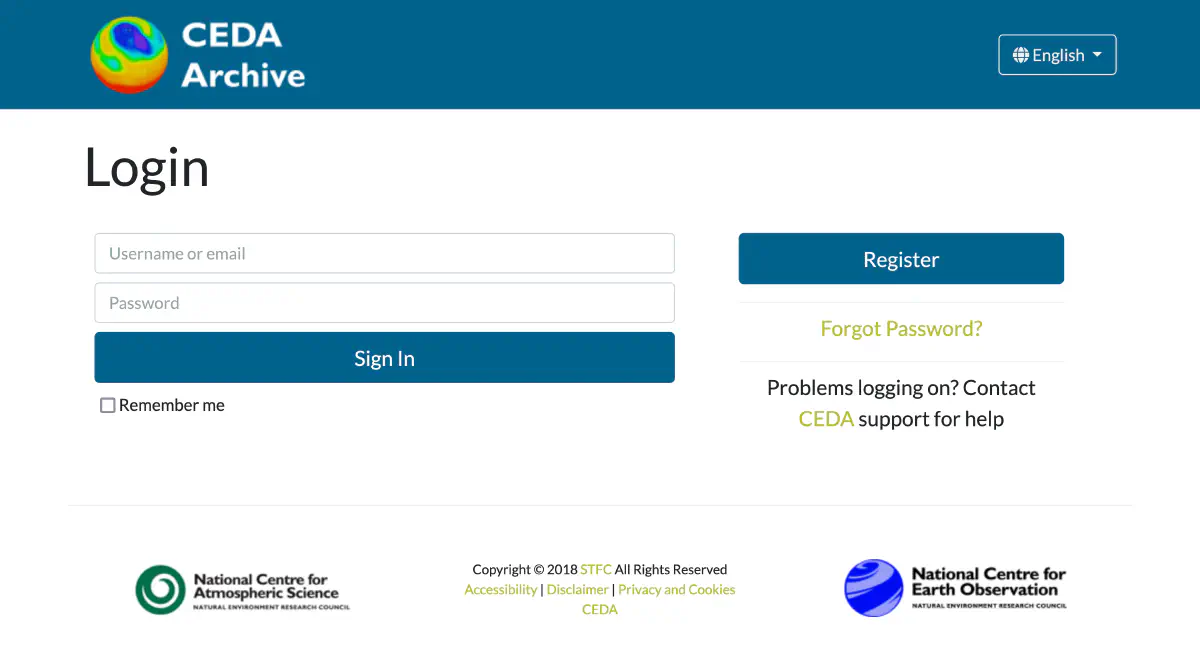 CEDA
Archive
English
Login
Username or email
Password
Sign In
Remember me
Register
Forgot Password?
Problems logging on? Contact
CEDA support for help
National Centre for
Atmospheric Science
NATURAL ENVIRONMENT RESEARCH COUNCIL
Copyright © 2018 STFC All Rights Reserved
Accessibility | Disclaimer | Privacy and Cookies
CEDA
National Centre for
Earth Observation
NATURAL ENVIRONMENT RESEARCH COUNCIL